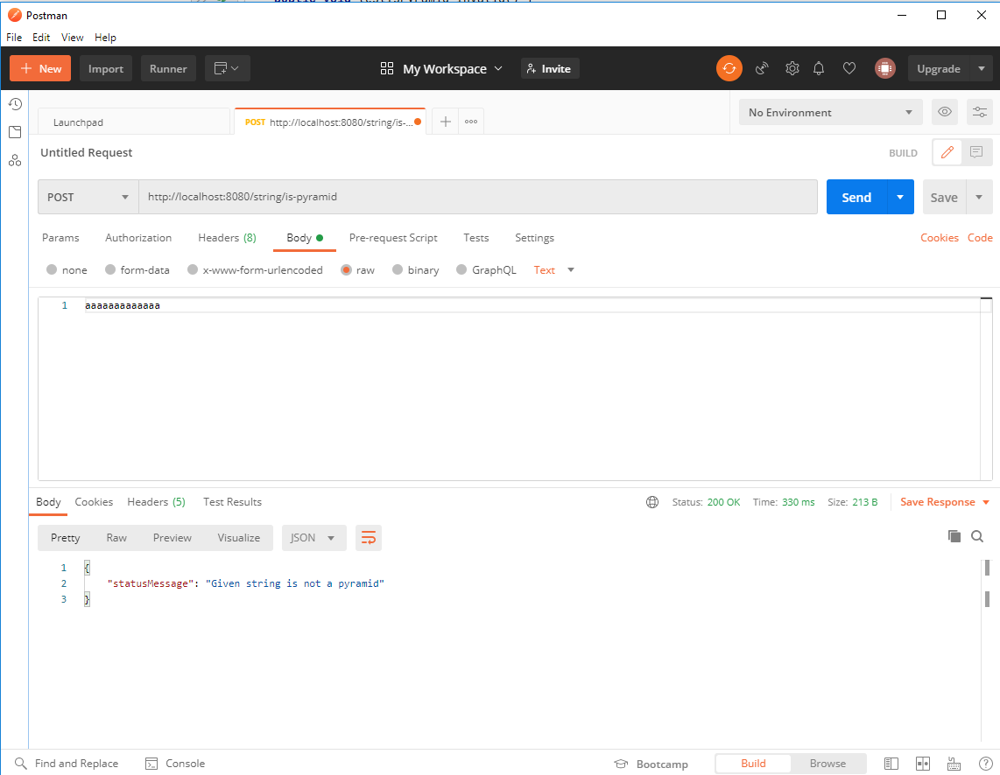 Postman
File Edit View Help
New Import Runner My Workspace Invite Upgrade
Launchpad POST http://localhost:8080/string/is-... No Environment
Untitled Request BUILD
POST http://localhost:8080/string/is-pyramid Send Save
Params Authorization Headers (8) Body Pre-request Script Tests Settings Cookies Code
none form-data x-www-form-urlencoded raw binary GraphQL Text
1 aaaaaaaaaaaaa
Body Cookies Headers (5) Test Results Status: 200 OK Time: 330 ms Size: 213 B Save Response
Pretty Raw Preview Visualize JSON
1 {
2 "statusMessage": "Given string is not a pyramid"
3 }
Find and Replace Console Bootcamp Build Browse